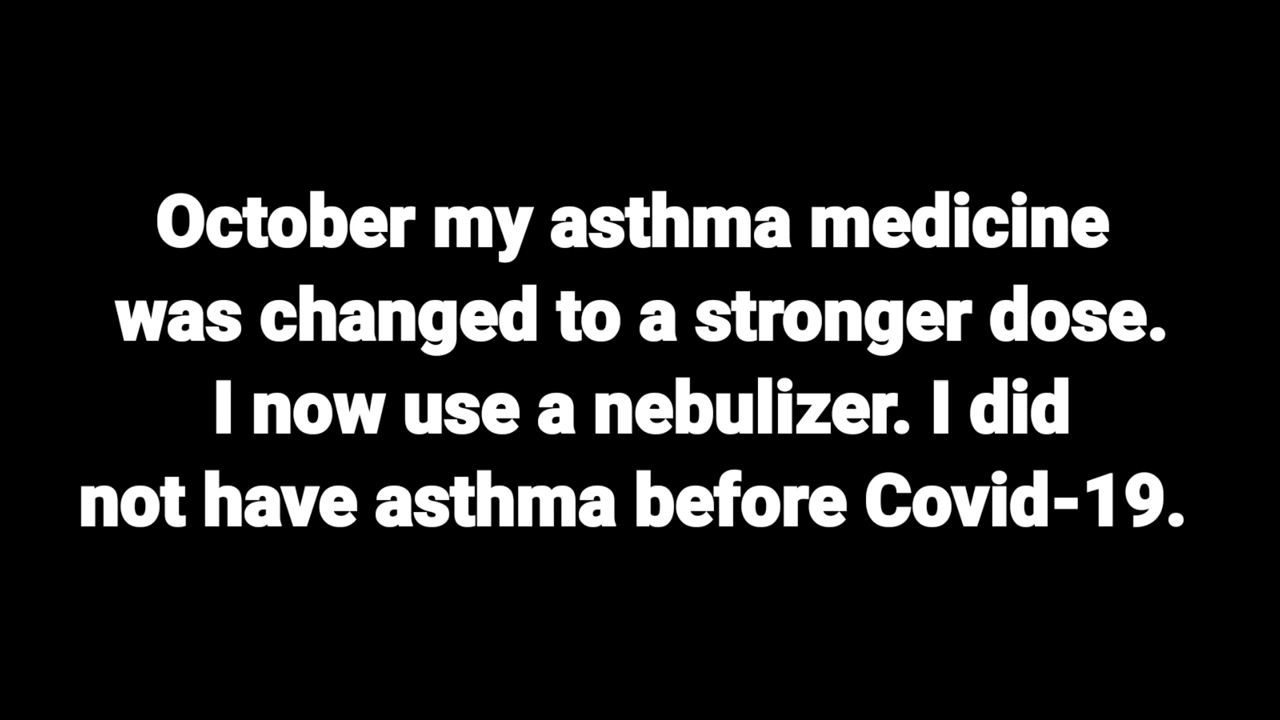 October my asthma medicine
was changed to a stronger dose.
I now use a nebulizer. I did
not have asthma before Covid-19.